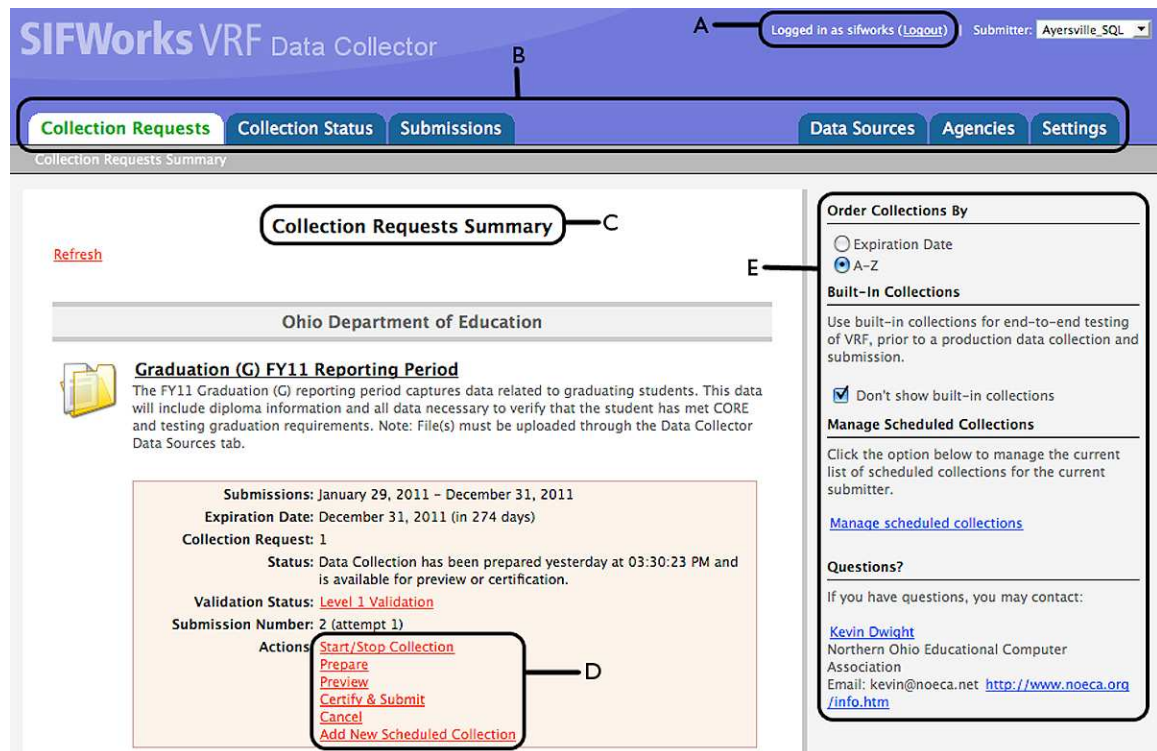 SIFWorks VRF Data Collector
A
Logged in as sifworks (Logout) | Submitter: Ayersville_SQL
B
Collection Requests Collection Status Submissions Data Sources Agencies Settings
Collection Requests Summary
Collection Requests Summary
C
Refresh
Ohio Department of Education
Graduation (G) FY11 Reporting Period
The FY11 Graduation (G) reporting period captures data related to graduating students. This data
will include diploma information and all data necessary to verify that the student has met CORE
and testing graduation requirements. Note: File(s) must be uploaded through the Data Collector
Data Sources tab.
Submissions: January 29, 2011 – December 31, 2011
Expiration Date: December 31, 2011 (in 274 days)
Collection Request: 1
Status: Data Collection has been prepared yesterday at 03:30:23 PM and
is available for preview or certification.
Validation Status: Level 1 Validation
Submission Number: 2 (attempt 1)
Actions
Start/Stop Collection
Prepare
Preview
Certify & Submit
Cancel
Add New Scheduled Collection
D
E
Order Collections By
Expiration Date
A-Z
Built-In Collections
Use built-in collections for end-to-end testing
of VRF, prior to a production data collection and
submission.
Don't show built-in collections
Manage Scheduled Collections
Click the option below to manage the current
list of scheduled collections for the current
submitter.
Manage scheduled collections
Questions?
If you have questions, you may contact:
Kevin Dwight
Northern Ohio Educational Computer
Association
Email: kevin@noeca.net http://www.noeca.org
/info.htm